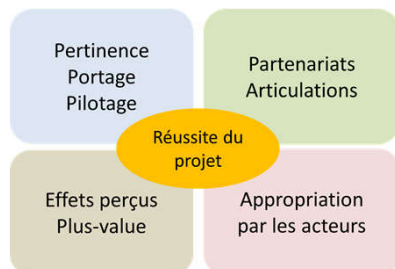 Pertinence
Portage
Pilotage
Partenariats
Articulations
Réussite du
projet
Effets perçus
Plus-value
Appropriation
par les acteurs